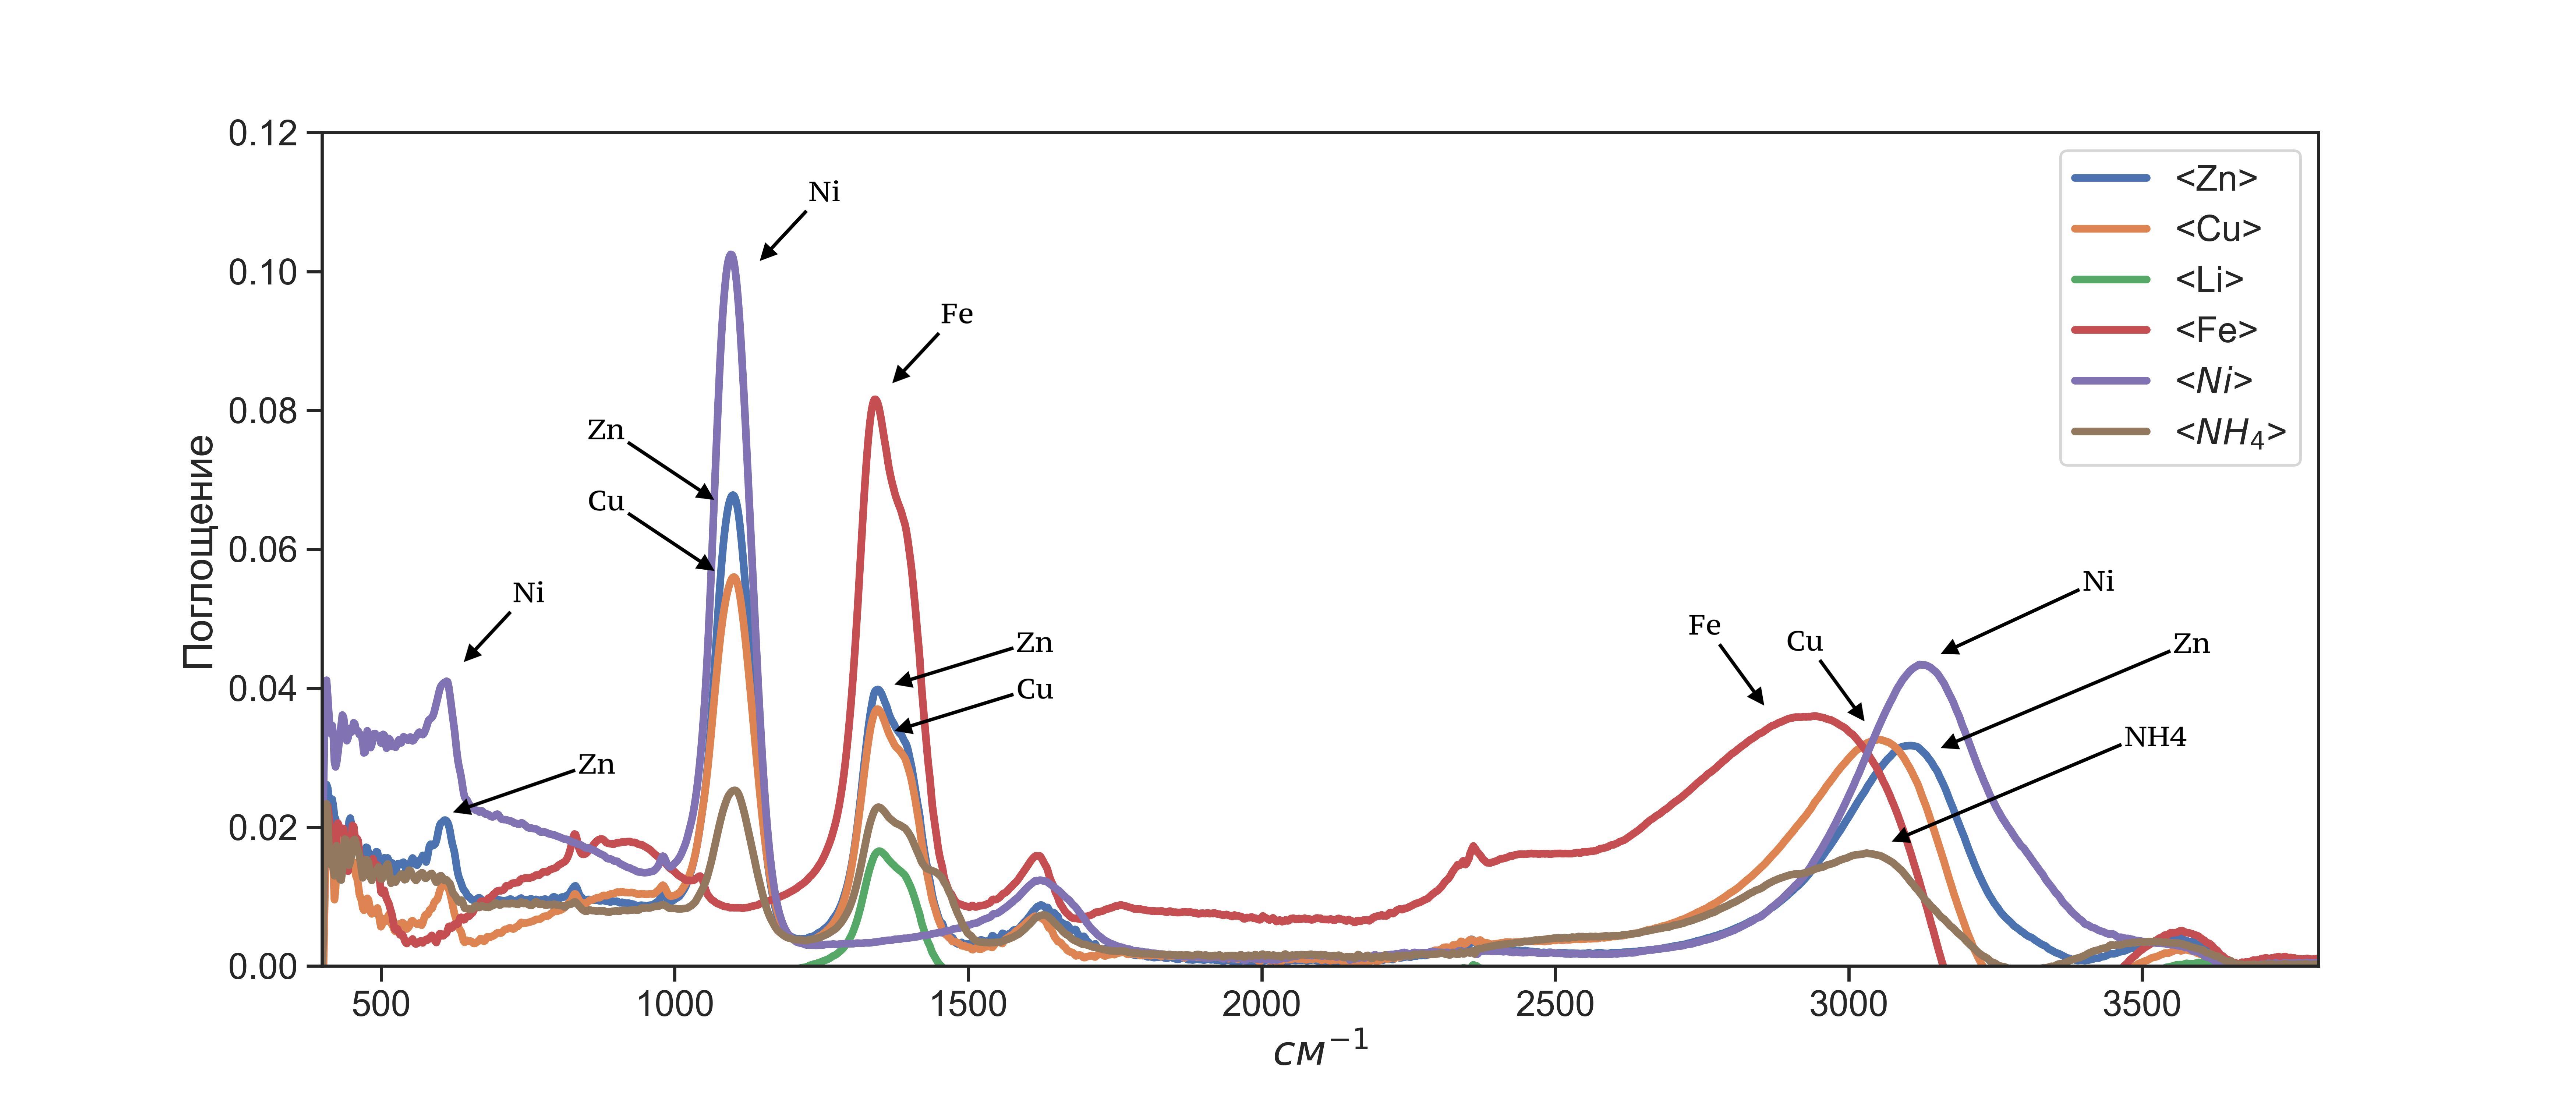 0.12
0.10
0.08
0.06
0.04
0.02
0.00
Поглощение
500
1000
1500
2000
2500
3000
3500
см⁻¹
<Zn>
<Cu>
<Li>
<Fe>
<Ni>
<NH₄>
Ni
Fe
Zn
Cu
Ni
Zn
Zn
Cu
Fe
Cu
Ni
Zn
NH4